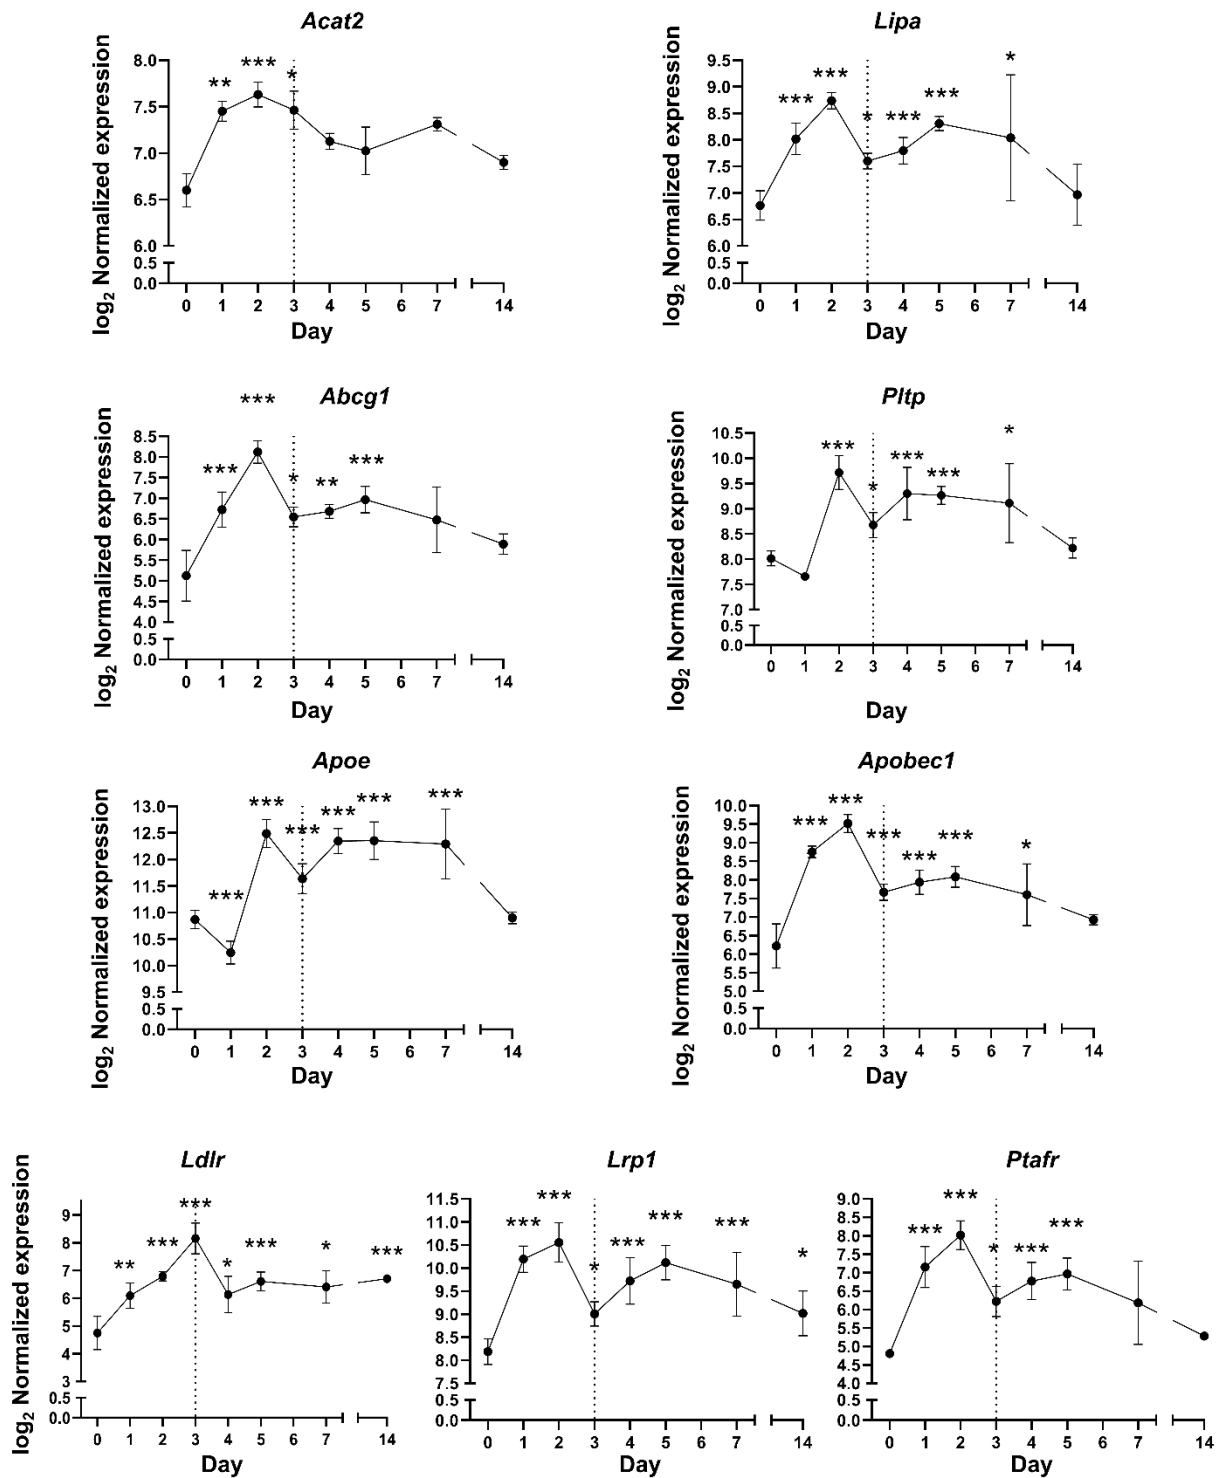 Acat2
log2 Normalized expression
8.0
7.5
7.0
6.5
6.0
0.5
0.0
** *** *
0 1 2 3 4 5 6 7 14
Day
Lipa
log2 Normalized expression
9.5
9.0
8.5
8.0
7.5
7.0
6.5
6.0
0.5
0.0
*** *** * *** *** *
0 1 2 3 4 5 6 7 14
Day
Abcg1
log2 Normalized expression
8.5
8.0
7.5
7.0
6.5
6.0
5.5
5.0
4.5
4.0
0.5
0.0
*** *** * ** ***
0 1 2 3 4 5 6 7 14
Day
Pltp
log2 Normalized expression
10.5
10.0
9.5
9.0
8.5
8.0
7.5
7.0
0.5
0.0
*** * *** *** *
0 1 2 3 4 5 6 7 14
Day
Apoe
log2 Normalized expression
13.0
12.5
12.0
11.5
11.0
10.5
10.0
9.5
0.5
0.0
*** *** *** *** *** ***
0 1 2 3 4 5 6 7 14
Day
Apobec1
log2 Normalized expression
10.0
9.5
9.0
8.5
8.0
7.5
7.0
6.5
6.0
5.5
5.0
0.5
0.0
*** *** *** *** *** *
0 1 2 3 4 5 6 7 14
Day
Ldlr
log2 Normalized expression
9
8
7
6
5
4
3
0.5
0.0
** *** *** * *** * ***
0 1 2 3 4 5 6 7 14
Day
Lrp1
11.5
11.0
10.5
10.0
9.5
9.0
8.5
8.0
7.5
0.5
0.0
*** *** * *** *** *** *
0 1 2 3 4 5 6 7 14
Day
Ptafr
9.0
8.5
8.0
7.5
7.0
6.5
6.0
5.5
5.0
4.5
4.0
0.5
0.0
*** *** * *** ***
0 1 2 3 4 5 6 7 14
Day